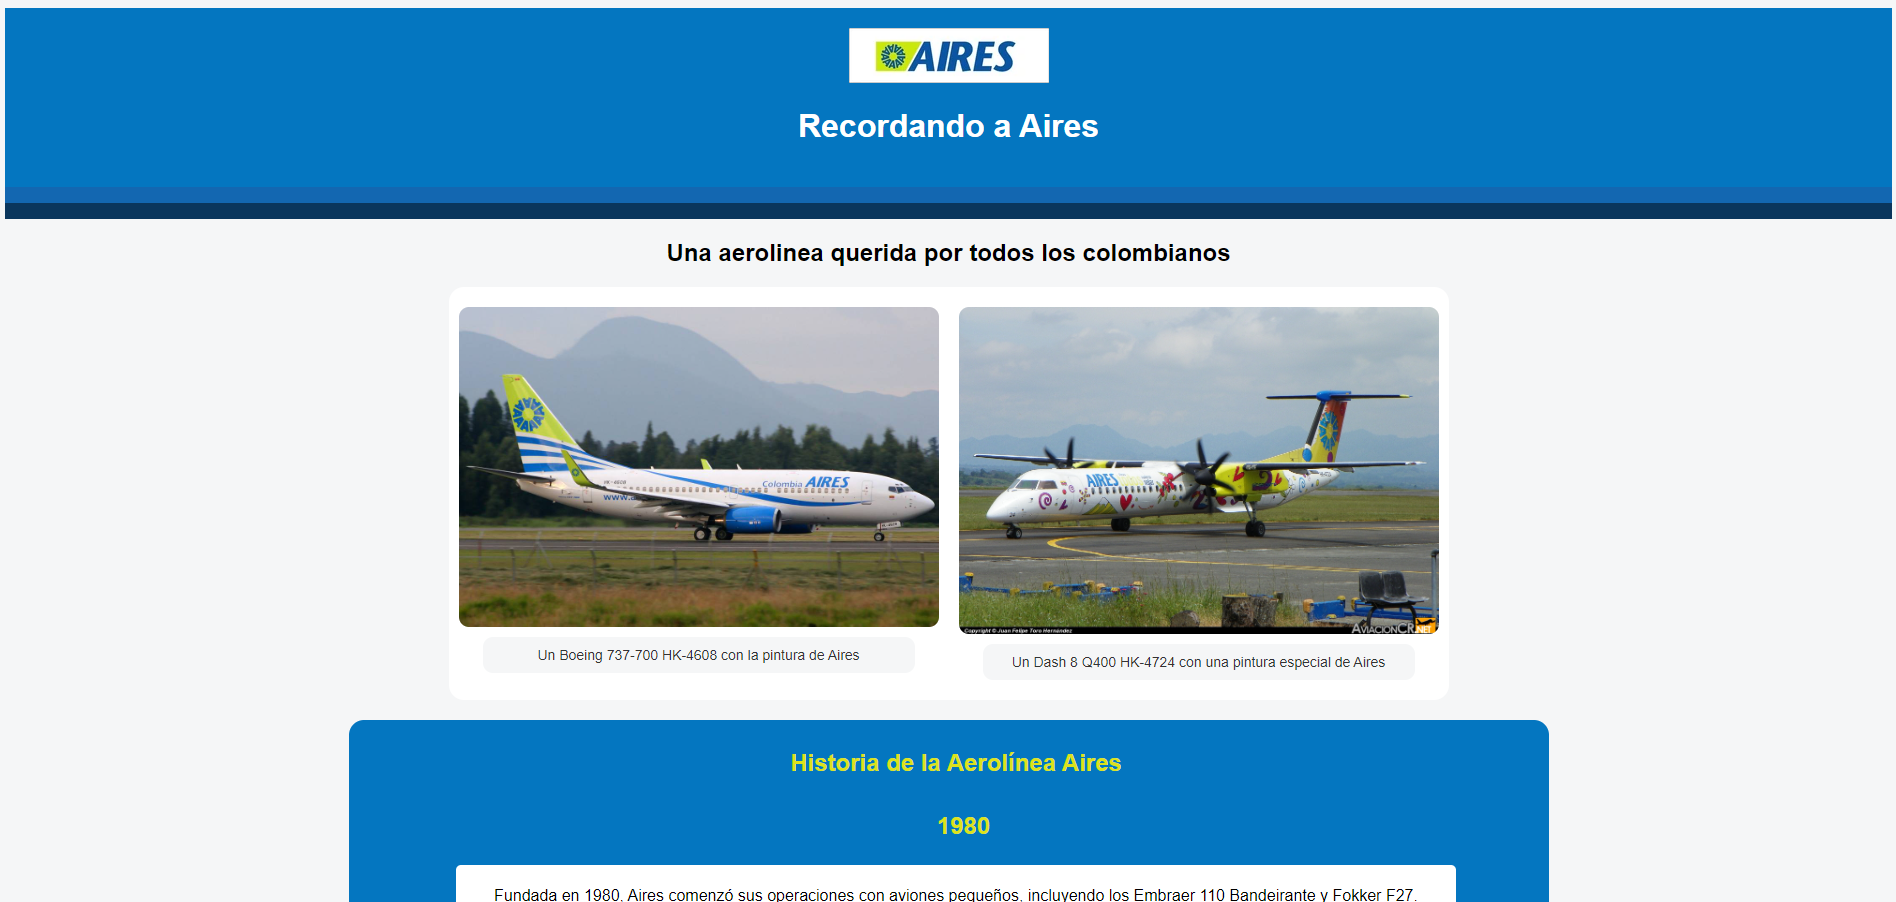 AIRES
Recordando a Aires
Una aerolinea querida por todos los colombianos
Colombia AIRES
HK-4608
AIRES
Copyright © Juan Felipe Toro Hernández
AVIACIONCR.NET
Un Boeing 737-700 HK-4608 con la pintura de Aires
Un Dash 8 Q400 HK-4724 con una pintura especial de Aires
Historia de la Aerolínea Aires
1980
Fundada en 1980, Aires comenzó sus operaciones con aviones pequeños, incluyendo los Embraer 110 Bandeirante y Fokker F27.